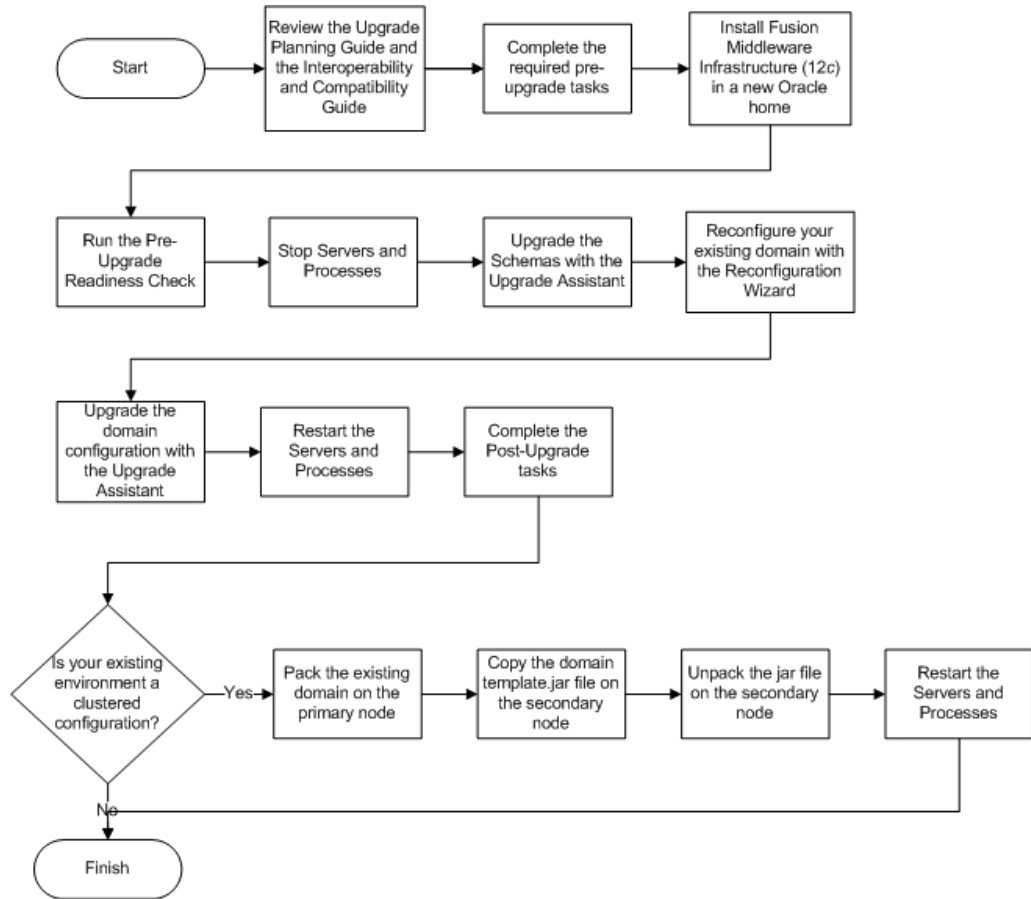 Start
Review the Upgrade
Planning Guide and
the Interoperability
and Compatibility
Guide
Complete the
required pre-
upgrade tasks
Install Fusion
Middleware
Infrastructure (12c)
in a new Oracle
home
Run the Pre-
Upgrade
Readiness Check
Stop Servers and
Processes
Upgrade the
Schemas with the
Upgrade Assistant
Reconfigure your
existing domain with
the Reconfiguration
Wizard
Upgrade the
domain
configuration with
the Upgrade
Assistant
Restart the
Servers and
Processes
Complete the
Post-Upgrade
tasks
Is your existing
environment a
clustered
configuration?
Yes
Pack the existing
domain on the
primary node
Copy the domain
template.jar file on
the secondary
node
Unpack the jar file
on the secondary
node
Restart the
Servers and
Processes
No
Finish